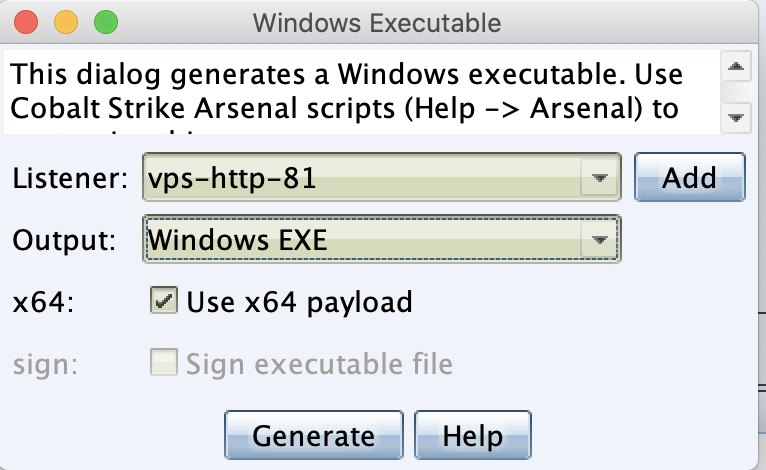 Windows Executable
This dialog generates a Windows executable. Use
Cobalt Strike Arsenal scripts (Help -> Arsenal) to
Listener: vps-http-81 Add
Output: Windows EXE
x64: Use x64 payload
sign: Sign executable file
Generate Help